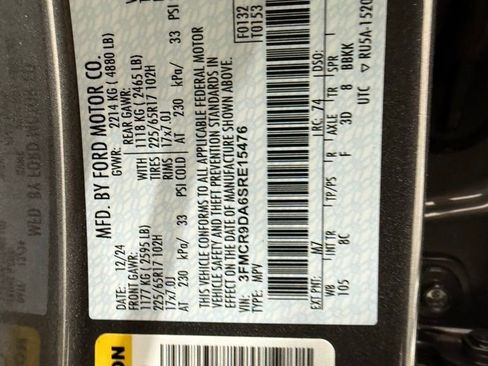 MFD. BY FORD MOTOR CO.
DATE: 12/24 GVWR: 2214 KG ( 4880 LB)
FRONT GAWR: REAR GAWR:
1177 KG ( 2595 LB) 1118 KG ( 2465 LB)
225/65R17 102H TIRES 225/65R17 102H
17x7.0J RIMS 17x7.0J
AT 230 kPa/ 33 PSI COLD AT 230 kPa/ 33 PSI
THIS VEHICLE CONFORMS TO ALL APPLICABLE FEDERAL MOTOR
VEHICLE SAFETY AND THEFT PREVENTION STANDARDS IN
EFFECT ON THE DATE OF MANUFACTURE SHOWN ABOVE.
F0132
T0153
VIN: 3FMCR9DA6SRE15476
TYPE: MPV
EXT PNT: M7 RC: 74 DSO:
WB INT TR TP/PS R AXLE TR SPR
105 8C F 3D 8 BBKK
UTC